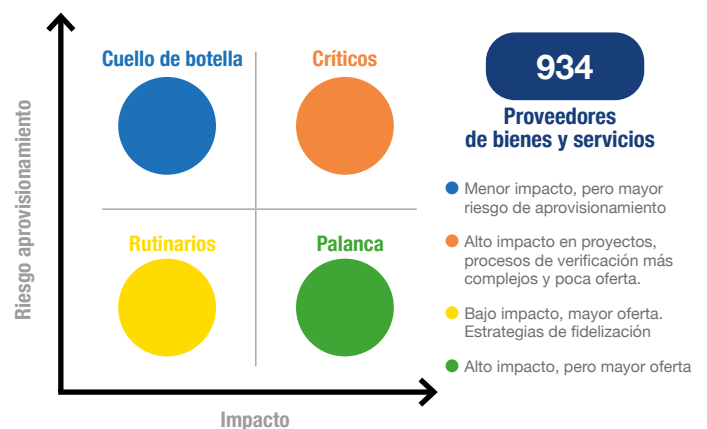 Cuello de botella
Críticos
Rutinarios
Palanca
Riesgo aprovisionamiento
Impacto
934
Proveedores
de bienes y servicios
Menor impacto, pero mayor
riesgo de aprovisionamiento
Alto impacto en proyectos,
procesos de verificación más
complejos y poca oferta.
Bajo impacto, mayor oferta.
Estrategias de fidelización
Alto impacto, pero mayor oferta